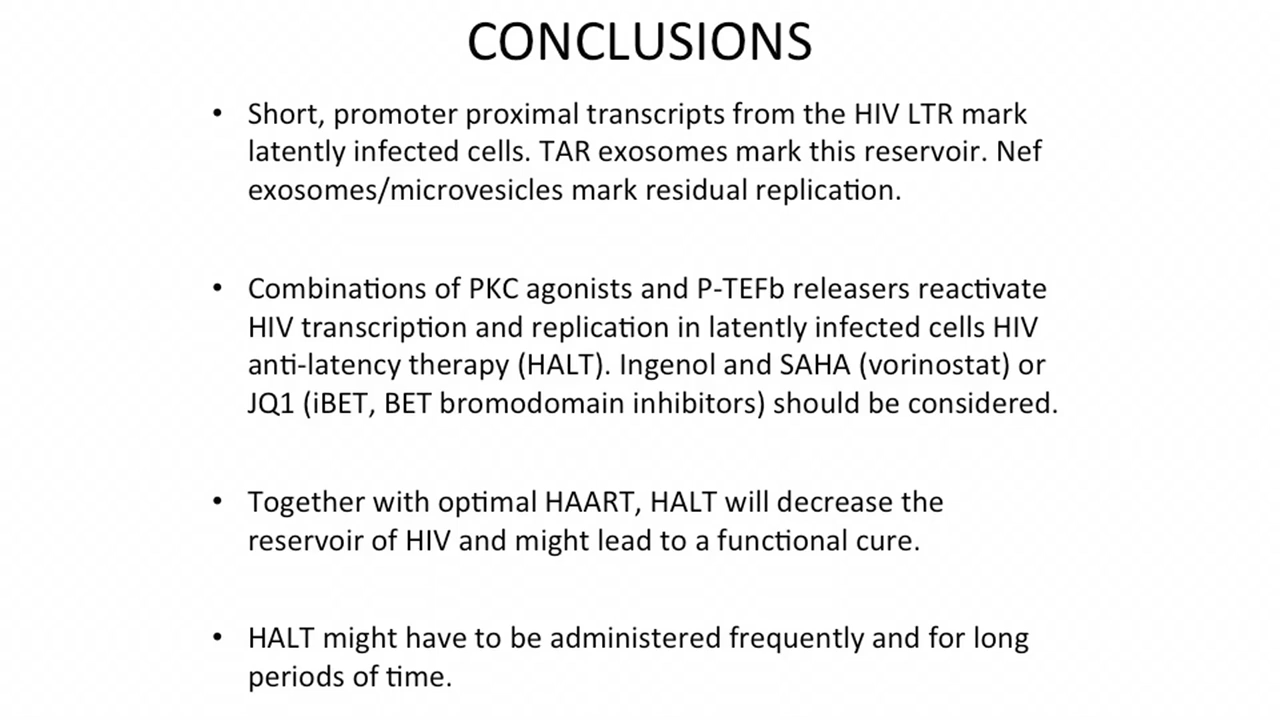 CONCLUSIONS
• Short, promoter proximal transcripts from the HIV LTR mark
latently infected cells. TAR exosomes mark this reservoir. Nef
exosomes/microvesicles mark residual replication.
• Combinations of PKC agonists and P-TEFb releasers reactivate
HIV transcription and replication in latently infected cells HIV
anti-latency therapy (HALT). Ingenol and SAHA (vorinostat) or
JQ1 (iBET, BET bromodomain inhibitors) should be considered.
• Together with optimal HAART, HALT will decrease the
reservoir of HIV and might lead to a functional cure.
• HALT might have to be administered frequently and for long
periods of time.